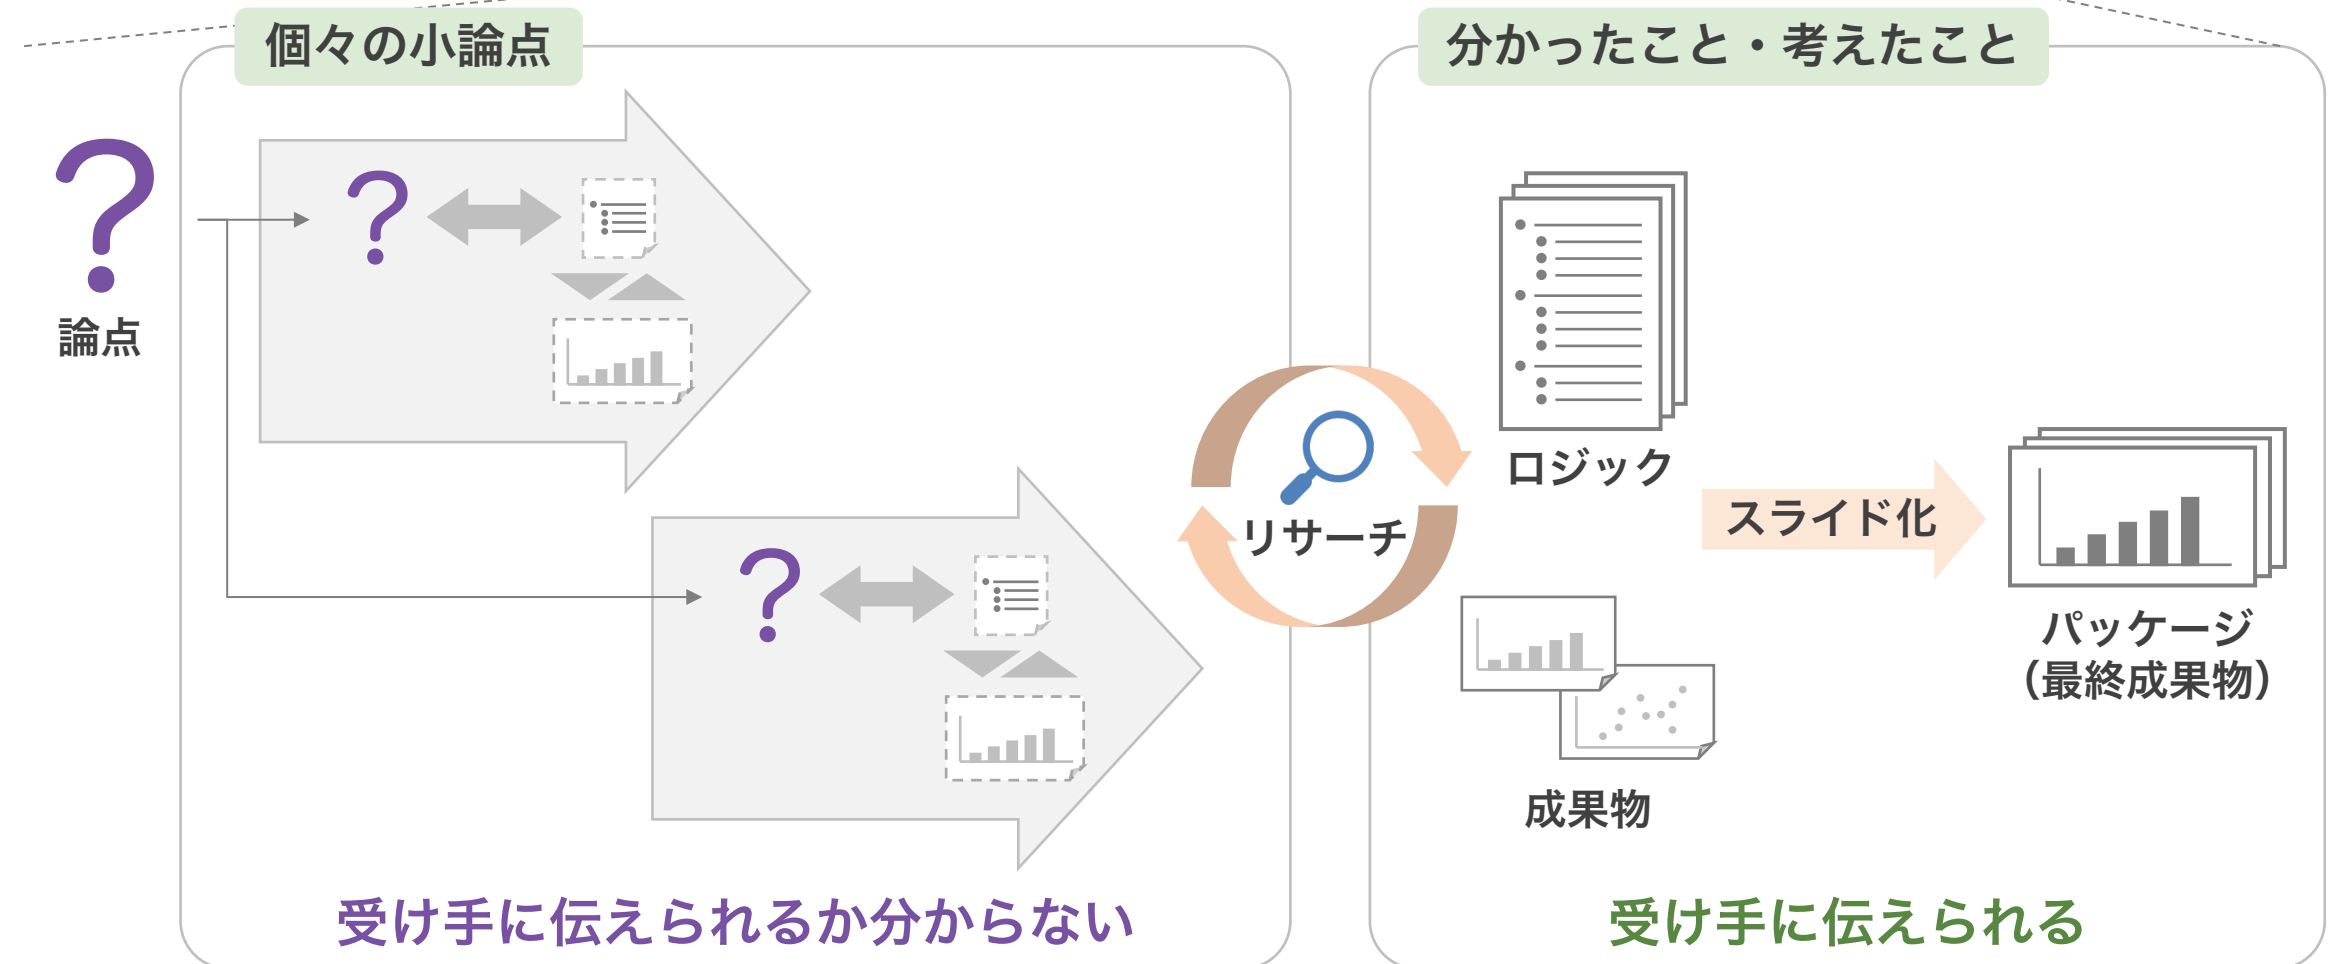 個々の小論点
分かったこと・考えたこと
論点
リサーチ
ロジック
スライド化
パッケージ
（最終成果物）
成果物
受け手に伝えられるか分からない
受け手に伝えられる